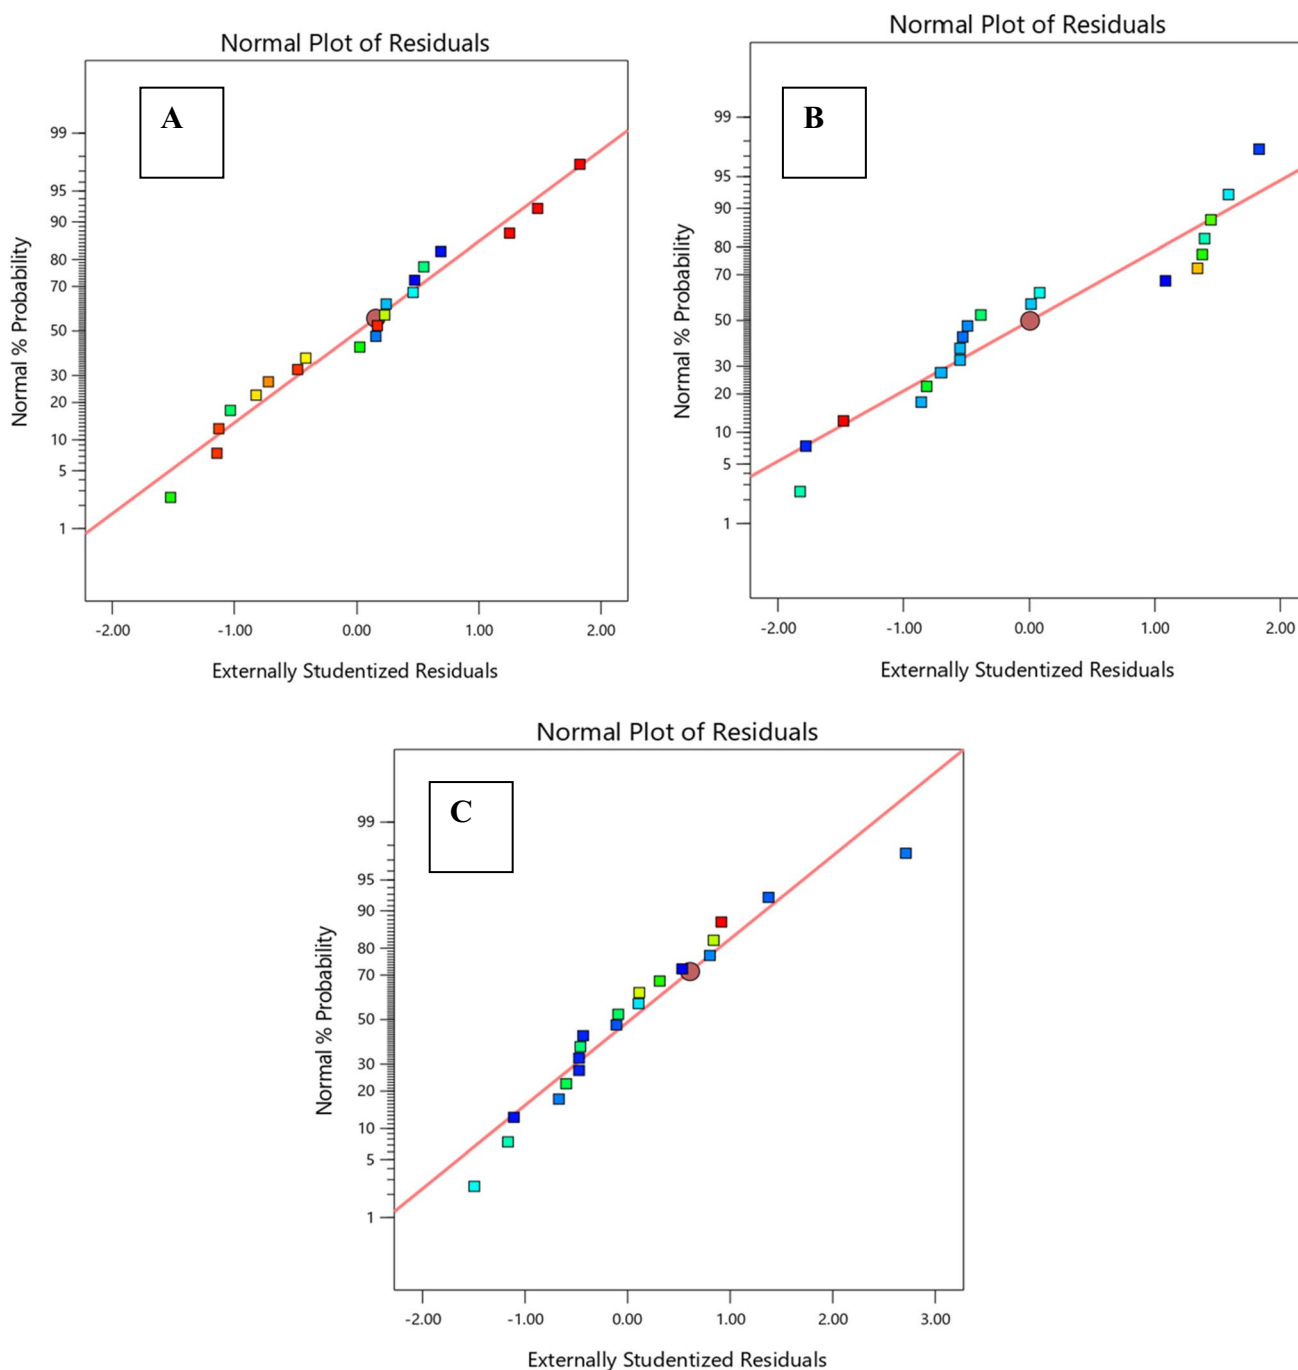 Normal Plot of Residuals
A
Normal % Probability
99
95
90
80
70
50
30
20
10
5
1
-2.00 -1.00 0.00 1.00 2.00
Externally Studentized Residuals
Normal Plot of Residuals
B
Normal % Probability
99
95
90
80
70
50
30
20
10
5
1
-2.00 -1.00 0.00 1.00 2.00
Externally Studentized Residuals
Normal Plot of Residuals
C
Normal % Probability
99
95
90
80
70
50
30
20
10
5
1
-2.00 -1.00 0.00 1.00 2.00 3.00
Externally Studentized Residuals